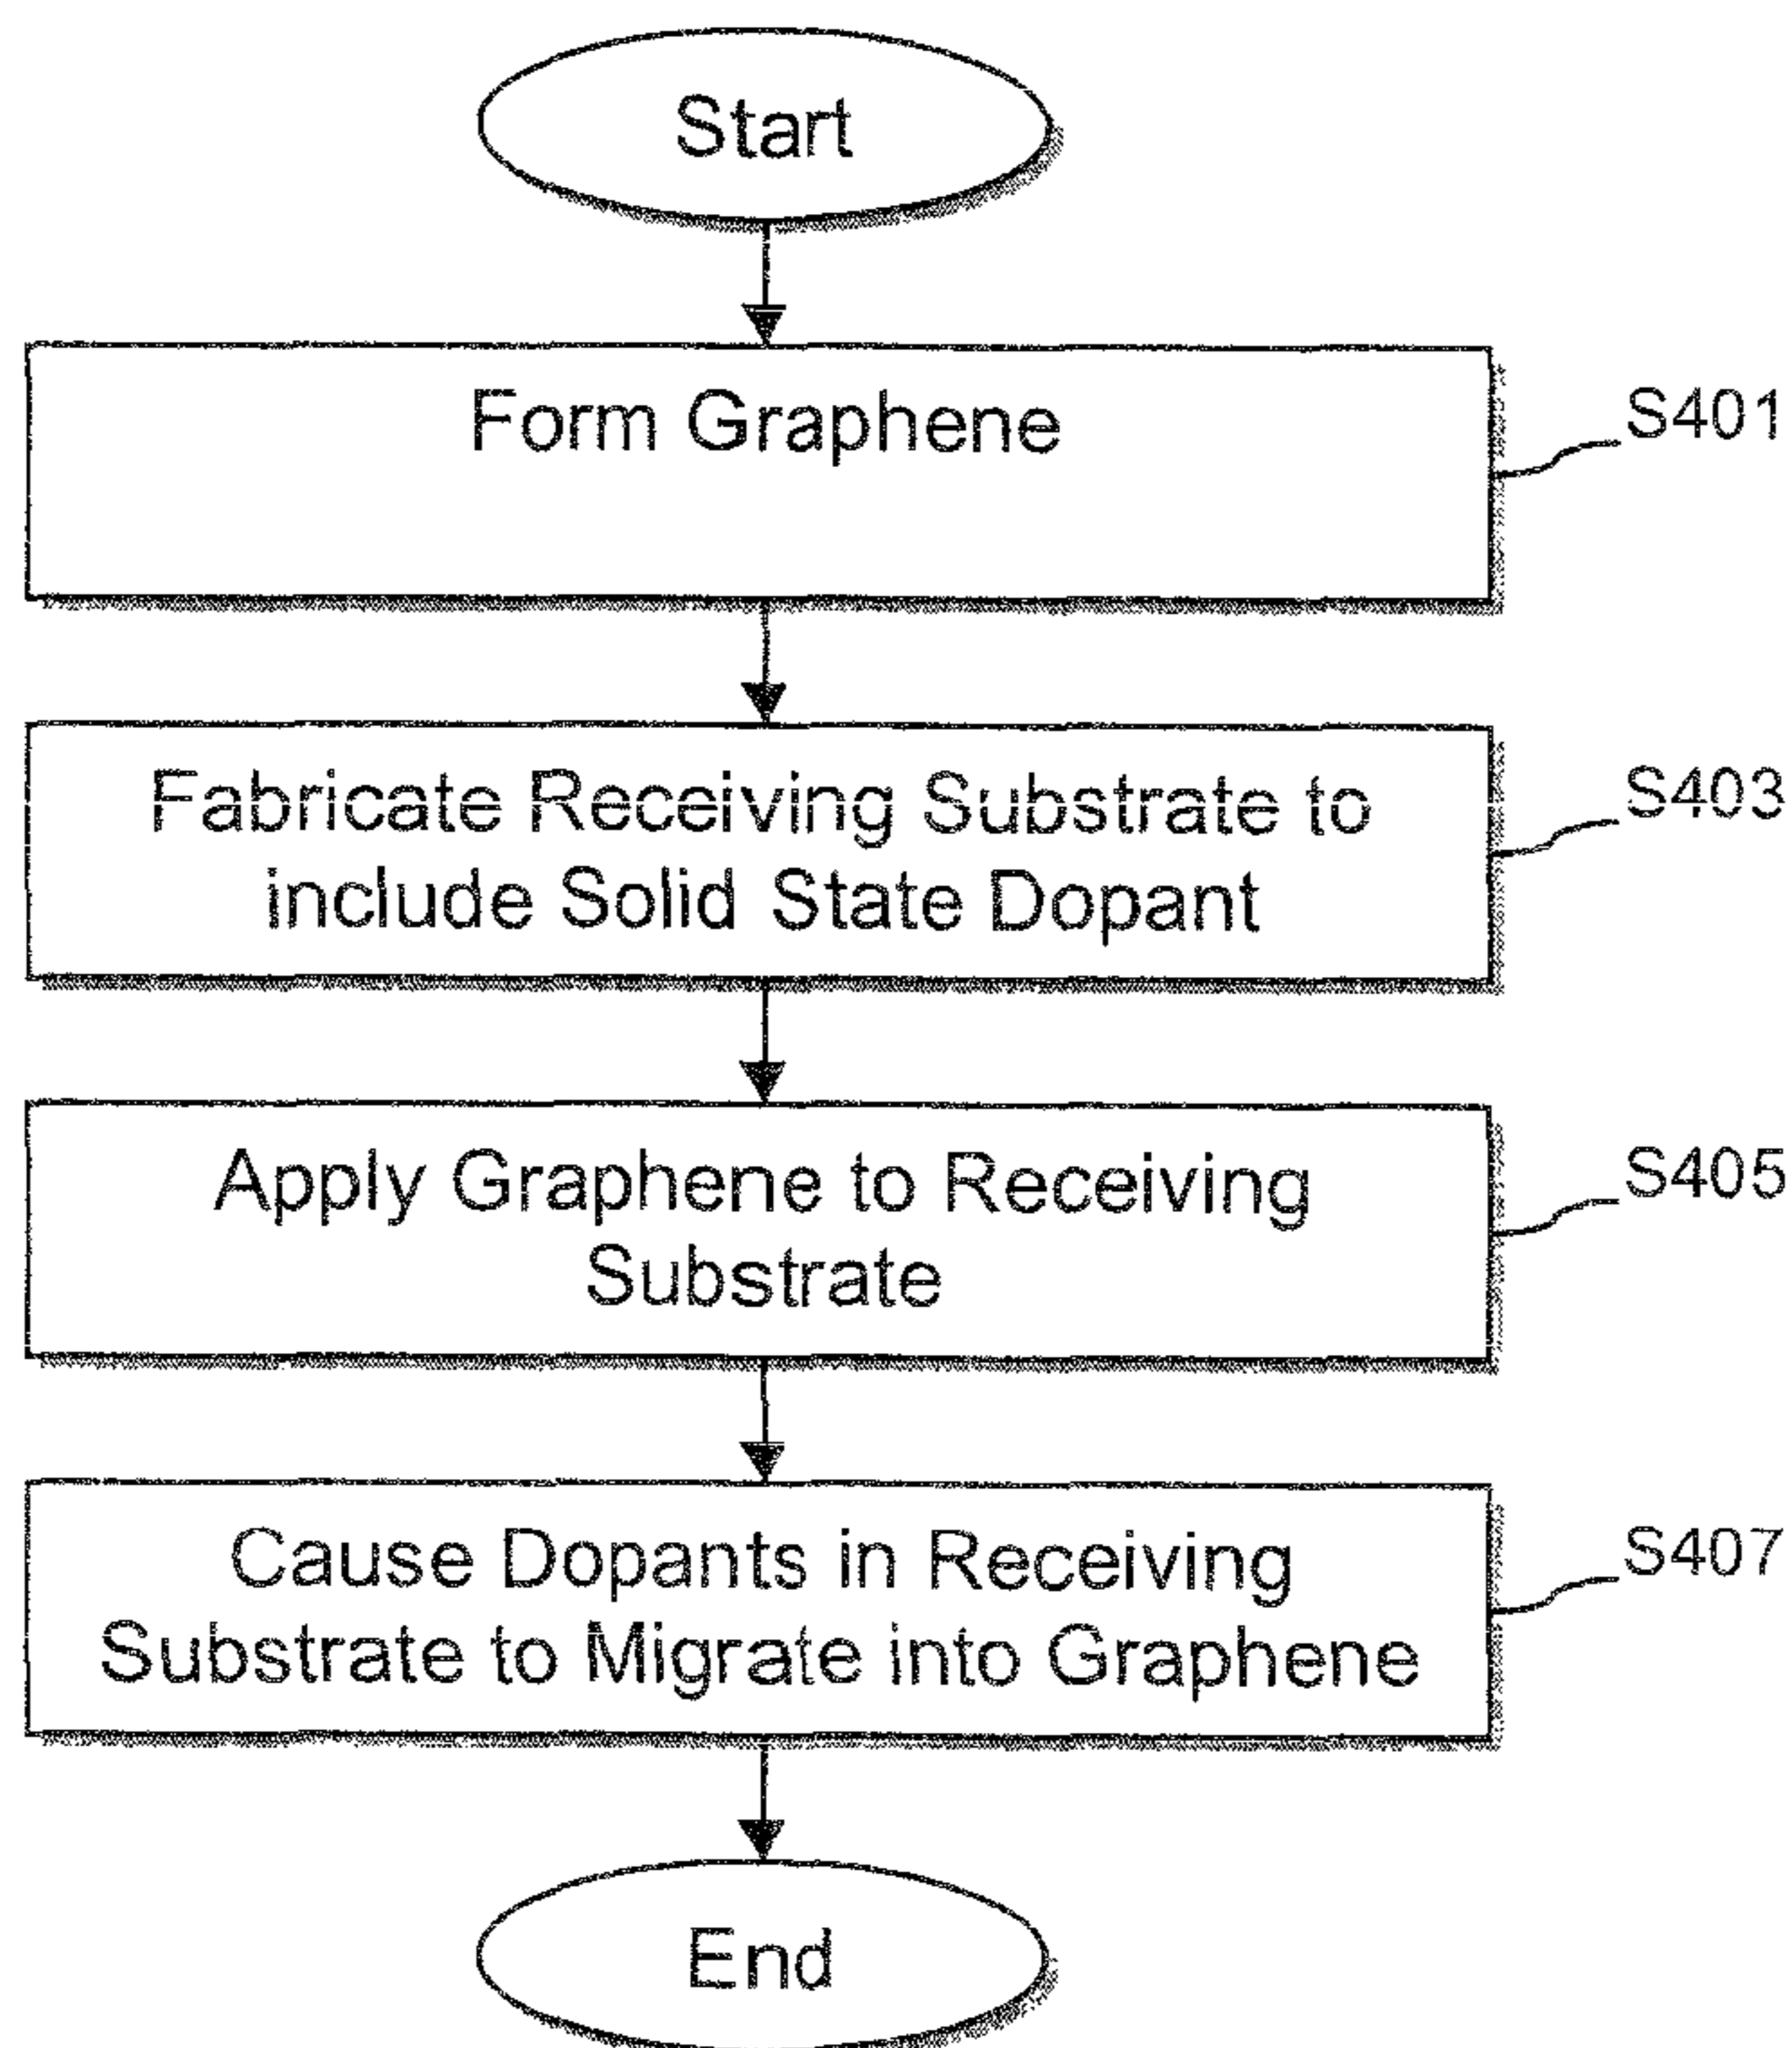 Start
Form Graphene
S401
Fabricate Receiving Substrate to
include Solid State Dopant
S403
Apply Graphene to Receiving
Substrate
S405
Cause Dopants in Receiving
Substrate to Migrate into Graphene
S407
End